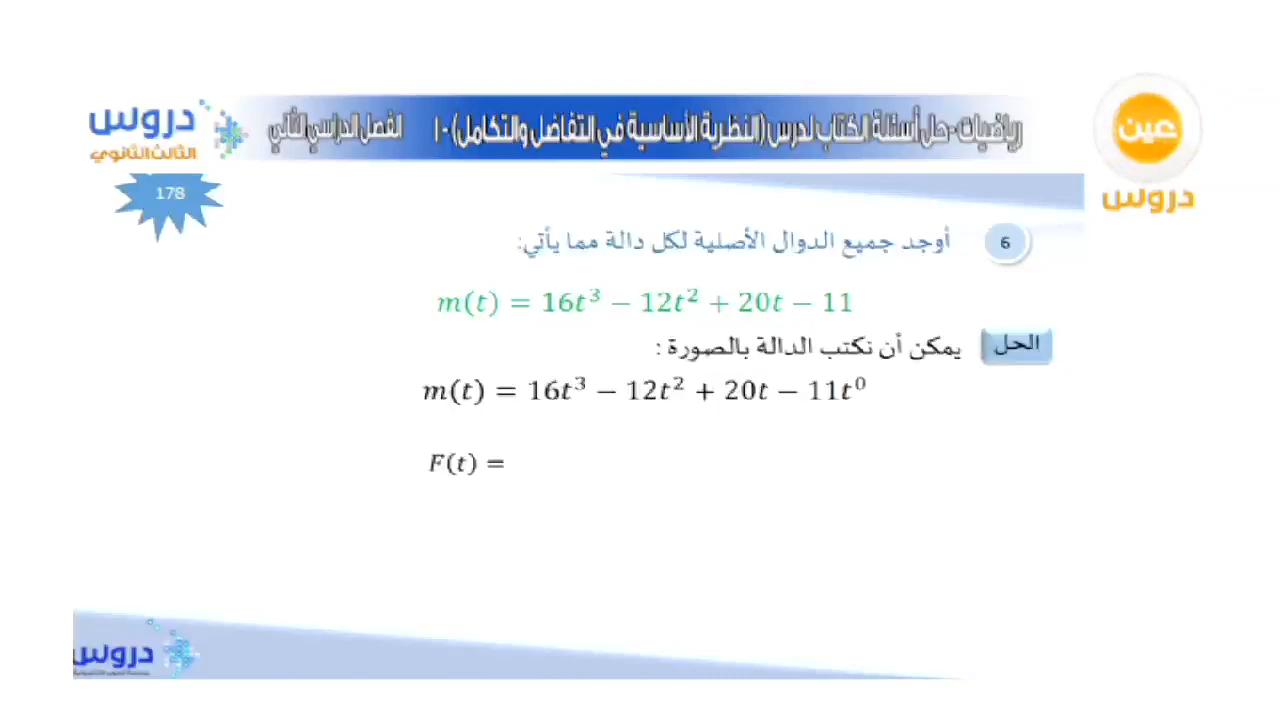 دروس
الثالث الثانوي
رياضيات - حل أسئلة الكتاب لدرس (النظرية الأساسية في التفاضل والتكامل) - ١ الفصل الدراسي الثاني
عين
دروس
178
6 أوجد جميع الدوال الأصلية لكل دالة مما يأتي:
m(t) = 16t³ − 12t² + 20t − 11
الحل يمكن أن نكتب الدالة بالصورة :
m(t) = 16t³ − 12t² + 20t − 11t⁰
F(t) =
دروس